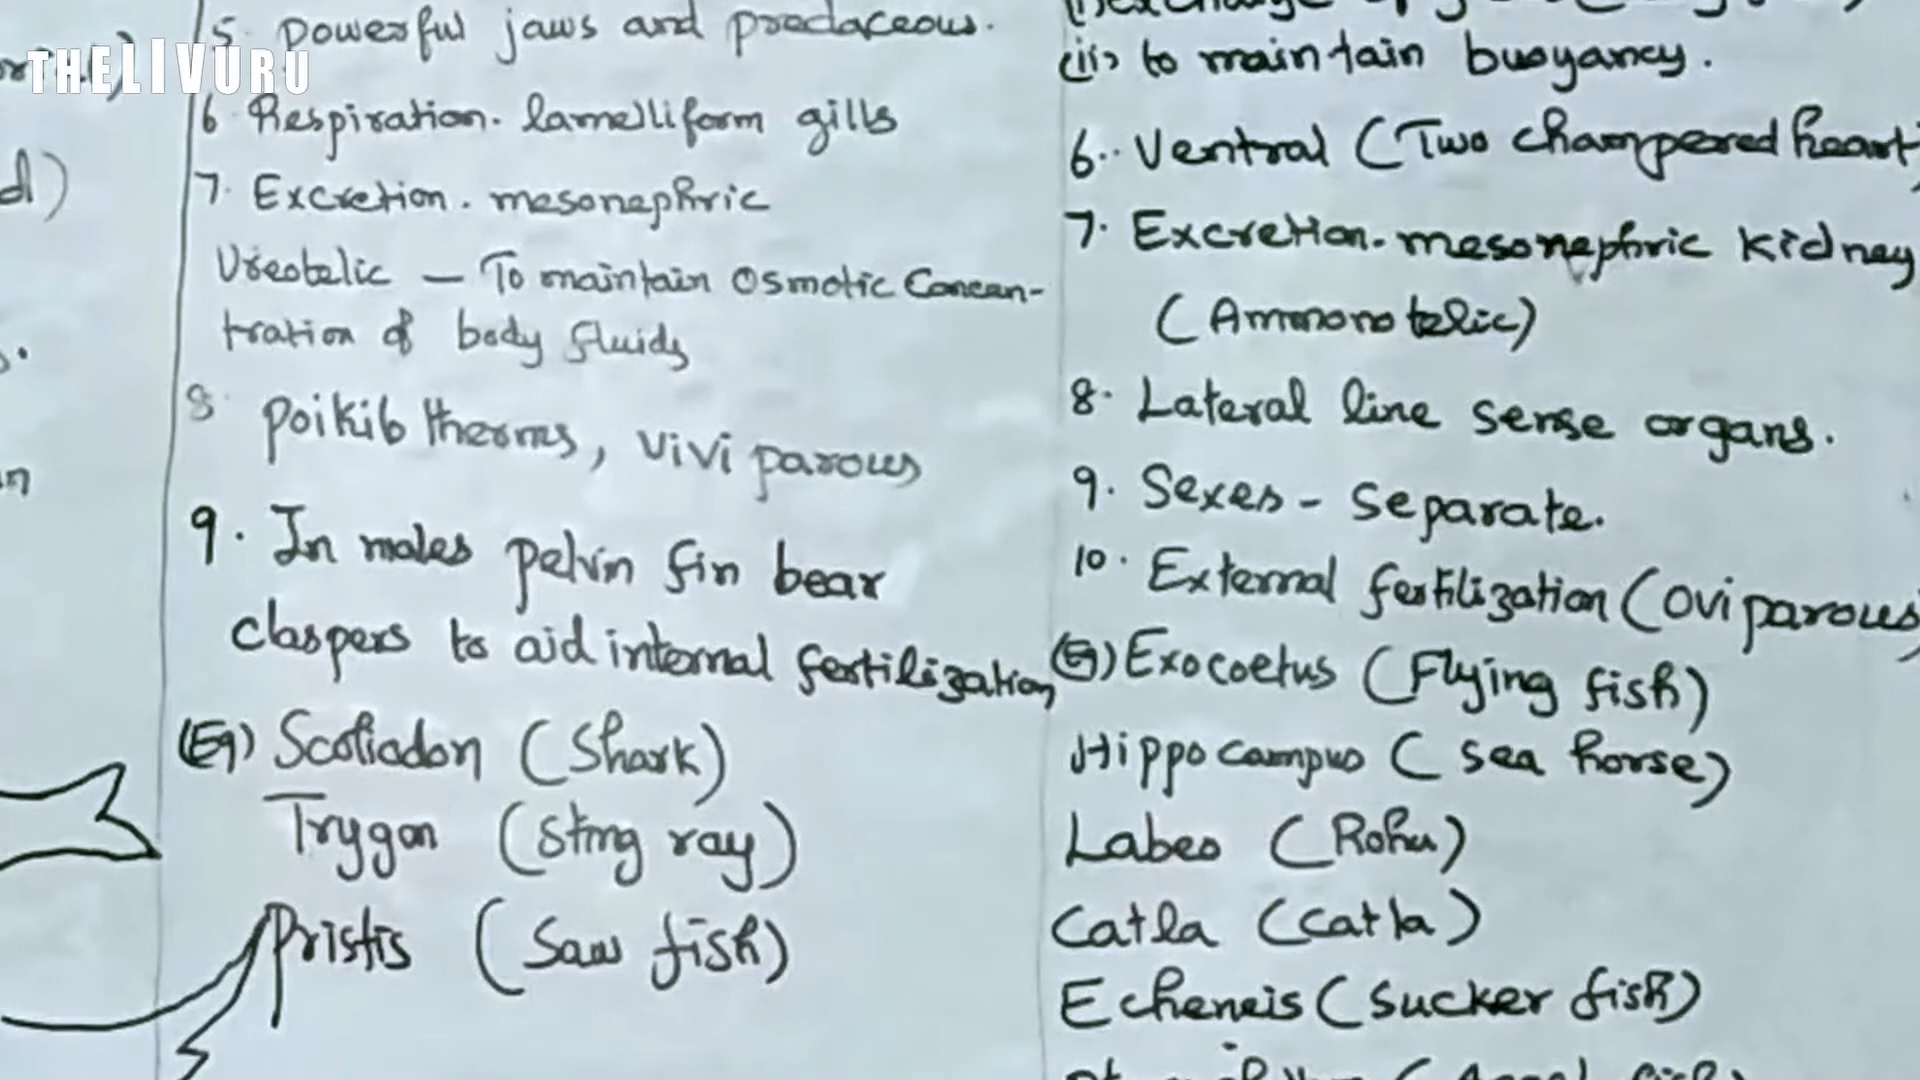 THELIVURU
5. Powerful jaws and predaceous.
6 Respiration. lamelliform gills
7. Excretion. mesonephric
Ureotelic — To maintain Osmotic Concen-
tration of body fluids
8. Poikilotherms, Viviparous
9. In males pelvin fin bear
claspers to aid internal fertilization
(Eg) Scoliodon (Shark)
Trygon (Sting ray)
Pristis (Saw fish)
(ii) to maintain buoyancy.
6. Ventral (Two champered heart)
7. Excretion. mesonephric kidney
(Ammonotelic)
8. Lateral line sense organs.
9. Sexes - Separate.
10. External fertilization (Oviparous)
(Eg) Exocoetus (Flying fish)
Hippocampus (Sea horse)
Labeo (Rohu)
Catla (Catla)
Echeneis (Sucker fish)